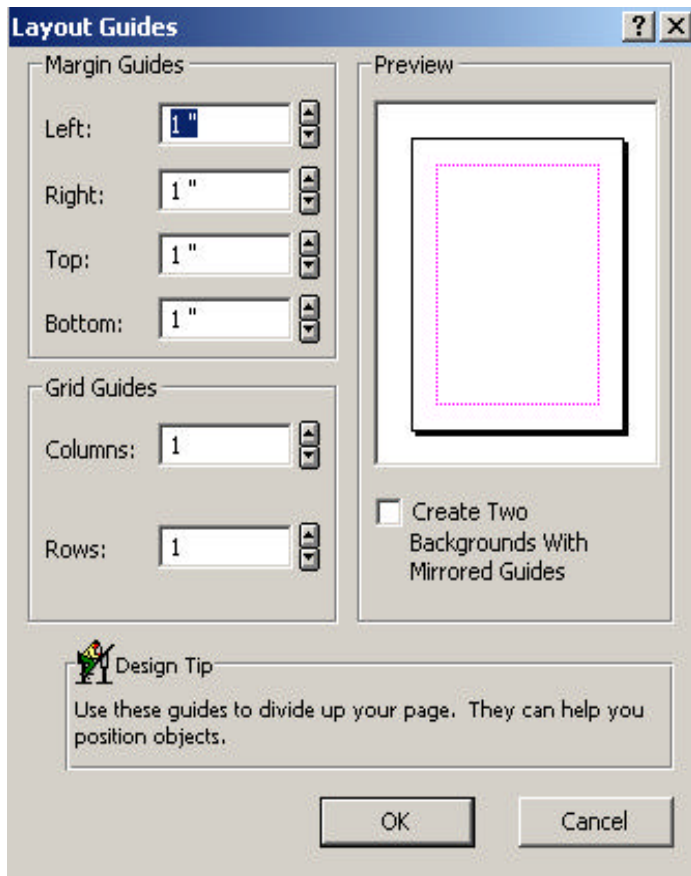 Layout Guides
Margin Guides
Left: 1 "
Right: 1 "
Top: 1 "
Bottom: 1 "
Grid Guides
Columns: 1
Rows: 1
Preview
Create Two
Backgrounds With
Mirrored Guides
Design Tip
Use these guides to divide up your page. They can help you
position objects.
OK
Cancel